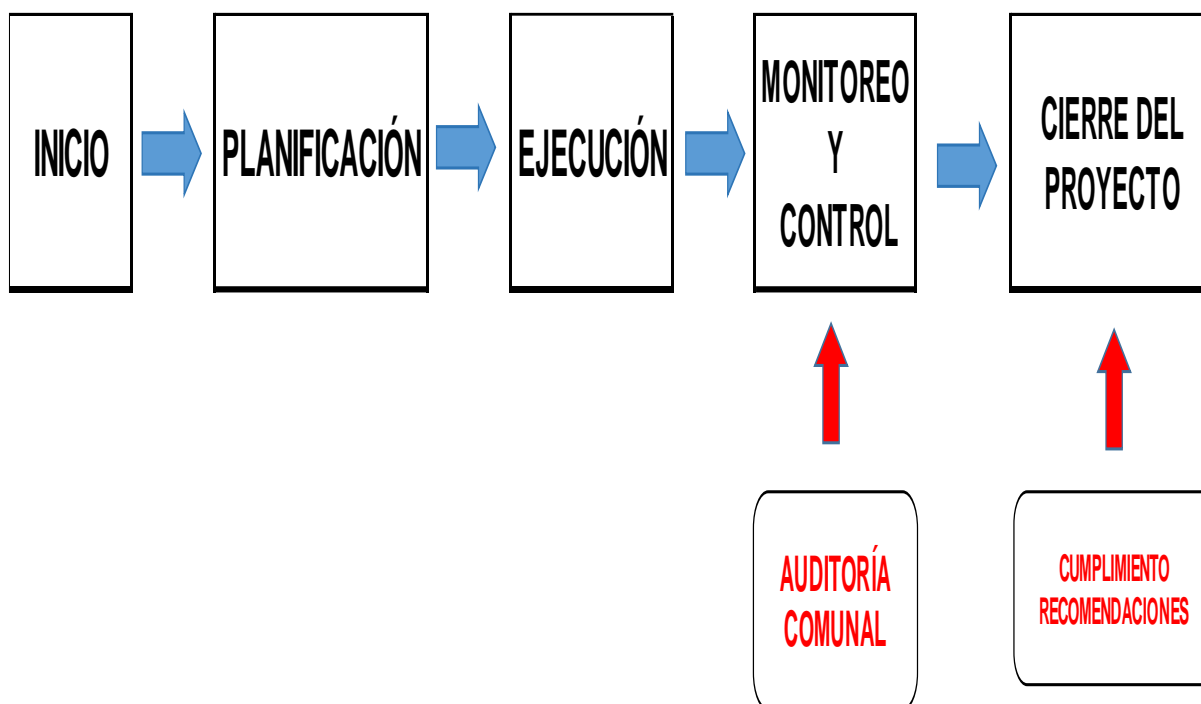 INICIO
PLANIFICACIÓN
EJECUCIÓN
MONITOREO
Y
CONTROL
CIERRE DEL
PROYECTO
AUDITORÍA
COMUNAL
CUMPLIMIENTO
RECOMENDACIONES